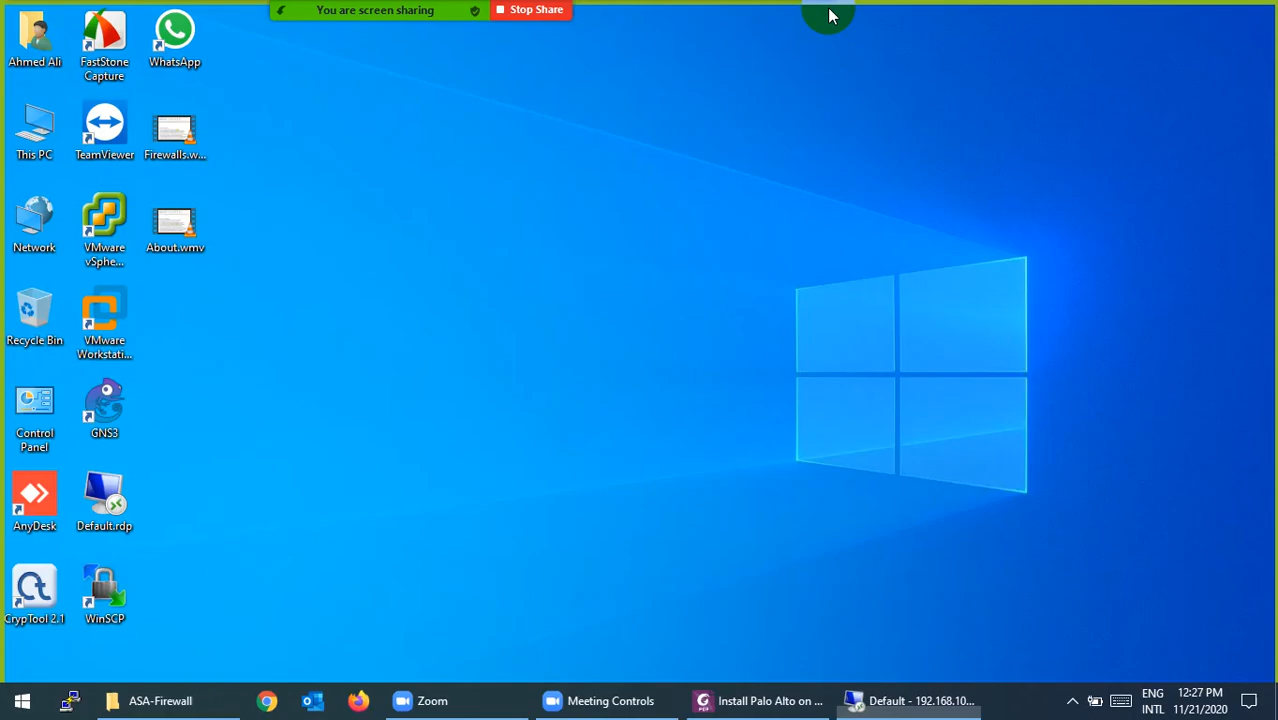 You are screen sharing
Stop Share
Ahmed Ali
FastStone
Capture
WhatsApp
This PC
TeamViewer
Firewalls.w...
Network
VMware
vSphe...
About.wmv
Recycle Bin
VMware
Workstati...
Control
Panel
GNS3
AnyDesk
Default.rdp
CrypTool 2.1
WinSCP
ASA-Firewall
Zoom
Meeting Controls
Install Palo Alto on ...
Default - 192.168.10...
ENG
INTL
12:27 PM
11/21/2020